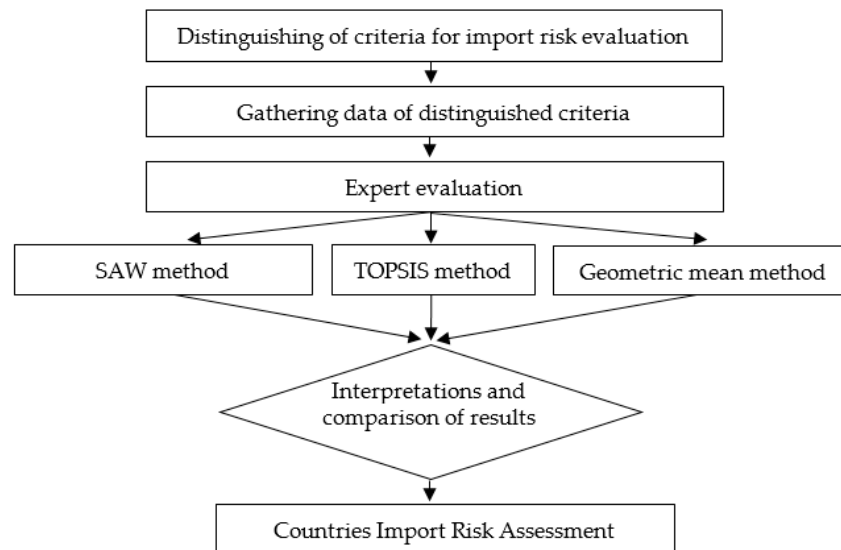 Distinguishing of criteria for import risk evaluation
Gathering data of distinguished criteria
Expert evaluation
SAW method
TOPSIS method
Geometric mean method
Interpretations and
comparison of results
Countries Import Risk Assessment